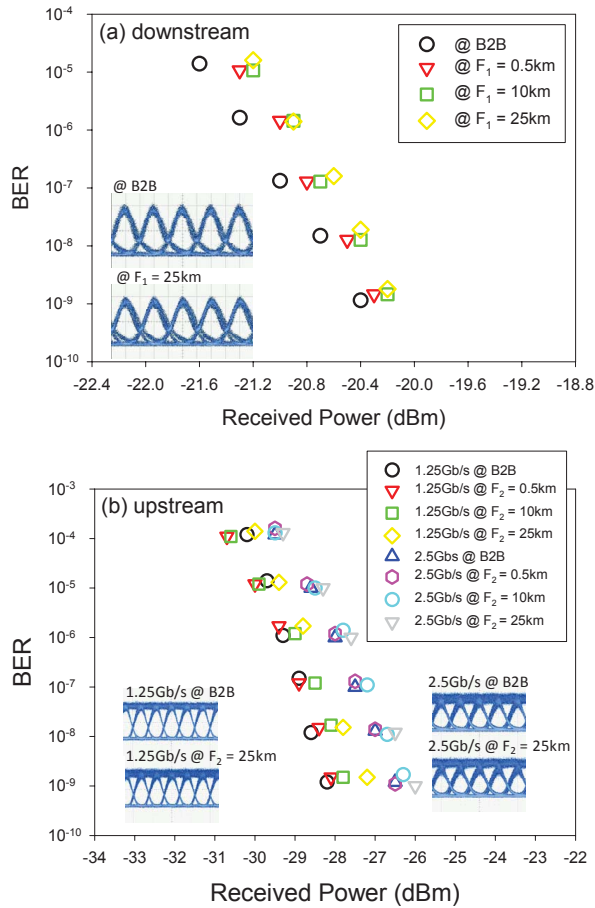 (a) downstream
@ B2B
@ F₁ = 0.5km
@ F₁ = 10km
@ F₁ = 25km
10⁻⁵
10⁻⁶
10⁻⁷
10⁻⁸
10⁻⁹
10⁻¹⁰
BER
@ B2B
@ F₁ = 25km
-22.4 -22.0 -21.6 -21.2 -20.8 -20.4 -20.0 -19.6 -19.2 -18.8
Received Power (dBm)
(b) upstream
1.25Gb/s @ B2B
1.25Gb/s @ F₂ = 0.5km
1.25Gb/s @ F₂ = 10km
1.25Gb/s @ F₂ = 25km
2.5Gbs @ B2B
2.5Gb/s @ F₂ = 0.5km
2.5Gb/s @ F₂ = 10km
2.5Gb/s @ F₂ = 25km
10⁻³
10⁻⁴
10⁻⁵
10⁻⁶
10⁻⁷
10⁻⁸
10⁻⁹
10⁻¹⁰
BER
1.25Gb/s @ B2B
1.25Gb/s @ F₂ = 25km
2.5Gb/s @ B2B
2.5Gb/s @ F₂ = 25km
-34 -33 -32 -31 -30 -29 -28 -27 -26 -25 -24 -23 -22
Received Power (dBm)